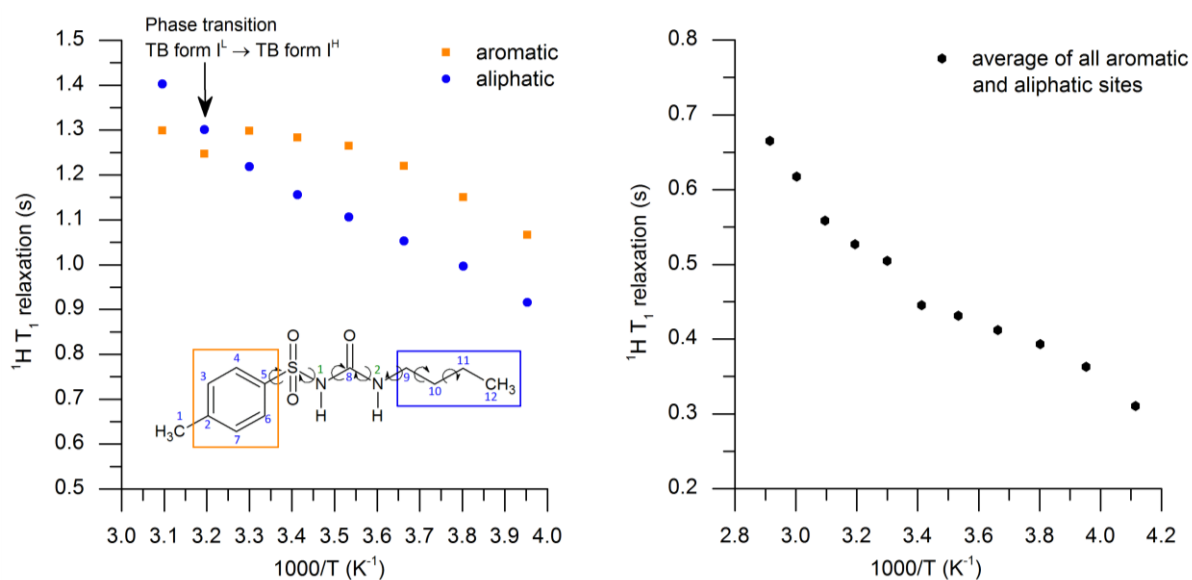 Phase transition
TB form Iᴸ → TB form Iᴴ
aromatic
aliphatic
1.5
1.4
1.3
1.2
1.1
1.0
0.9
0.8
0.7
0.6
0.5
¹H T₁ relaxation (s)
O
4
S
1
11
3
5
N
8
N
2
9
CH₃
10
12
O
H
H
1
6
2
H₃C
7
3.0 3.1 3.2 3.3 3.4 3.5 3.6 3.7 3.8 3.9 4.0
1000/T (K⁻¹)
average of all aromatic
and aliphatic sites
0.8
0.7
0.6
0.5
0.4
0.3
0.2
¹H T₁ relaxation (s)
2.8 3.0 3.2 3.4 3.6 3.8 4.0 4.2
1000/T (K⁻¹)